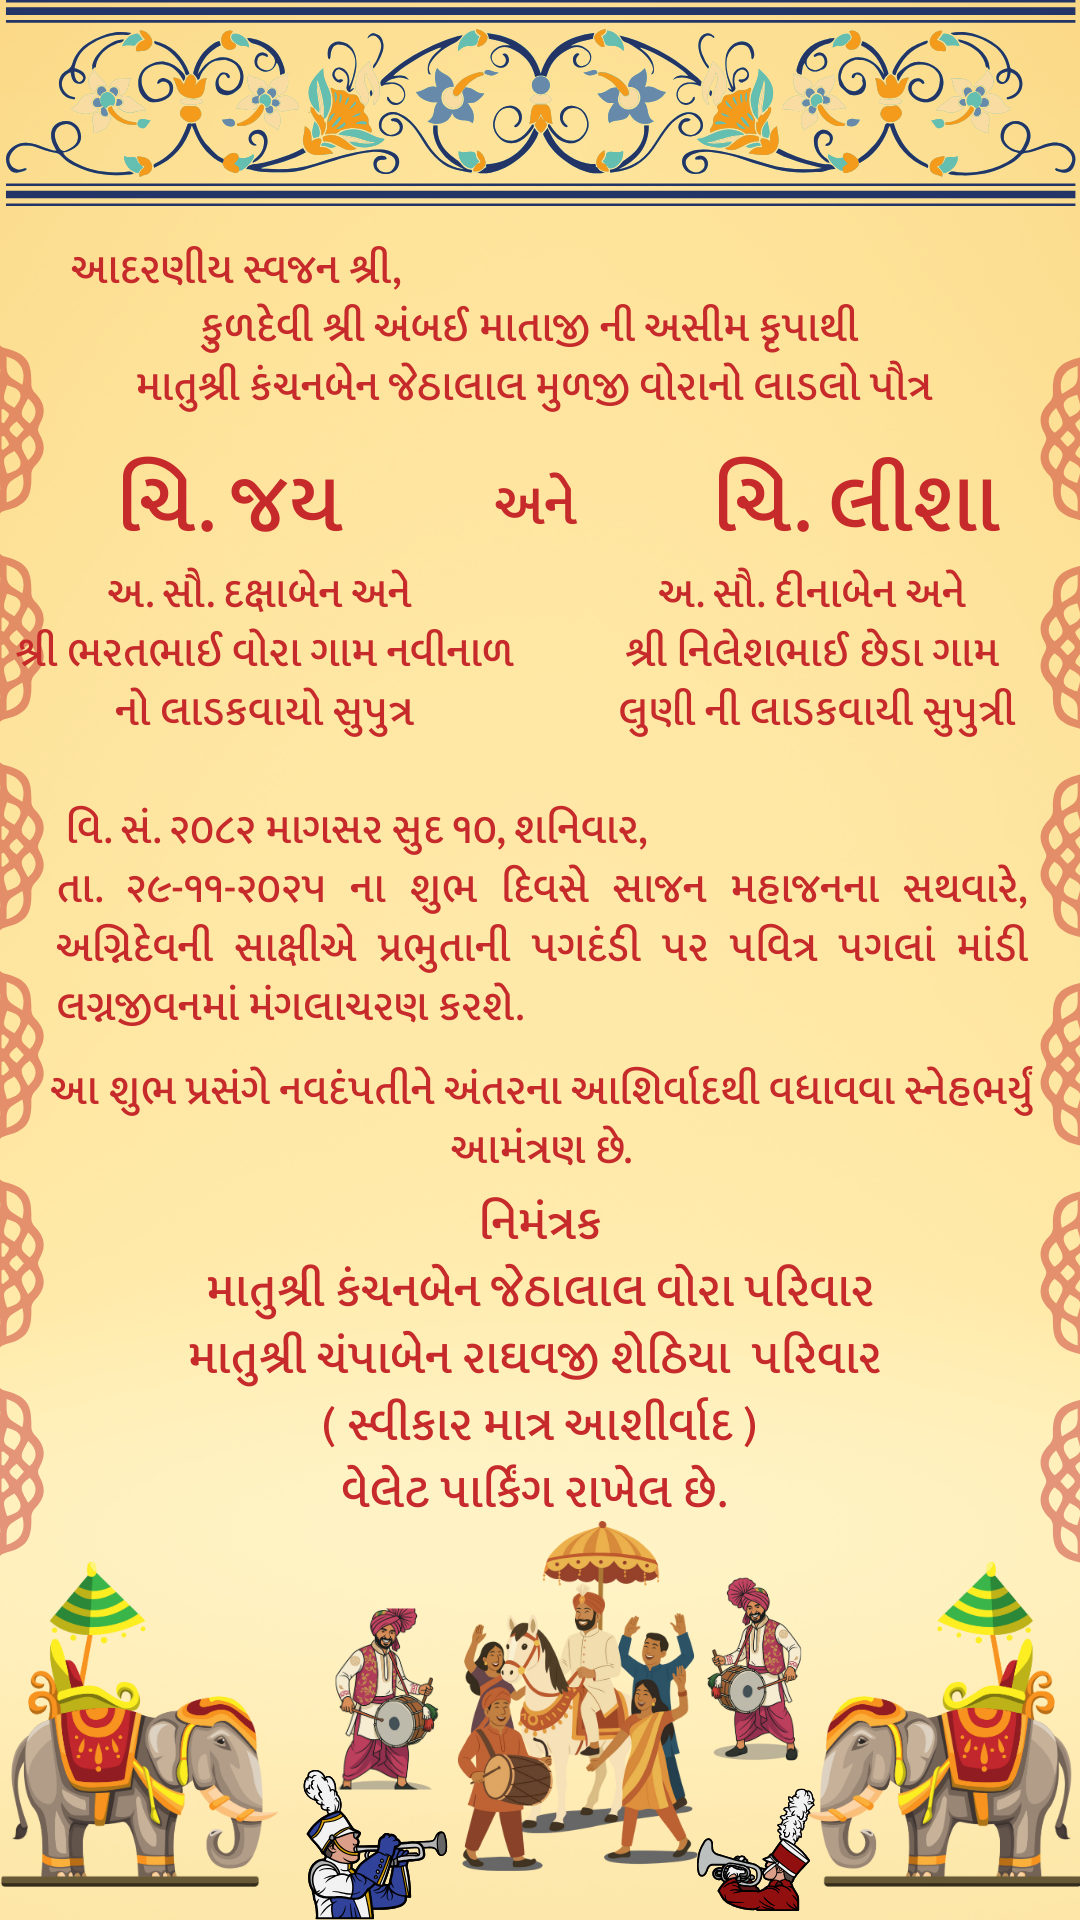 આદરણીય સ્વજન શ્રી,
કુળદેવી શ્રી અંબઈ માતાજી ની અસીમ કૃપાથી
માતુશ્રી કંચનબેન જેઠાલાલ મુળજી વોરાનો લાડલો પૌત્ર
ચિ. જય અને ચિ. લીશા
અ. સૌ. દક્ષાબેન અને
શ્રી ભરતભાઈ વોરા ગામ નવીનાળ
નો લાડકવાયો સુપુત્ર
અ. સૌ. દીનાબેન અને
શ્રી નિલેશભાઈ છેડા ગામ
લુણી ની લાડકવાયી સુપુત્રી
વિ. સં. ૨૦૮૨ માગસર સુદ ૧૦, શનિવાર,
તા. ૨૯-૧૧-૨૦૨૫ ના શુભ દિવસે સાજન મહાજનના સથવારે,
અગ્નિદેવની સાક્ષીએ પ્રભુતાની પગદંડી પર પવિત્ર પગલાં માંડી
લગ્નજીવનમાં મંગલાચરણ કરશે.
આ શુભ પ્રસંગે નવદંપતીને અંતરના આશિર્વાદથી વધાવવા સ્નેહભર્યું
આમંત્રણ છે.
નિમંત્રક
માતુશ્રી કંચનબેન જેઠાલાલ વોરા પરિવાર
માતુશ્રી ચંપાબેન રાઘવજી શેઠિયા પરિવાર
( સ્વીકાર માત્ર આશીર્વાદ )
વેલેટ પાર્કિંગ રાખેલ છે.